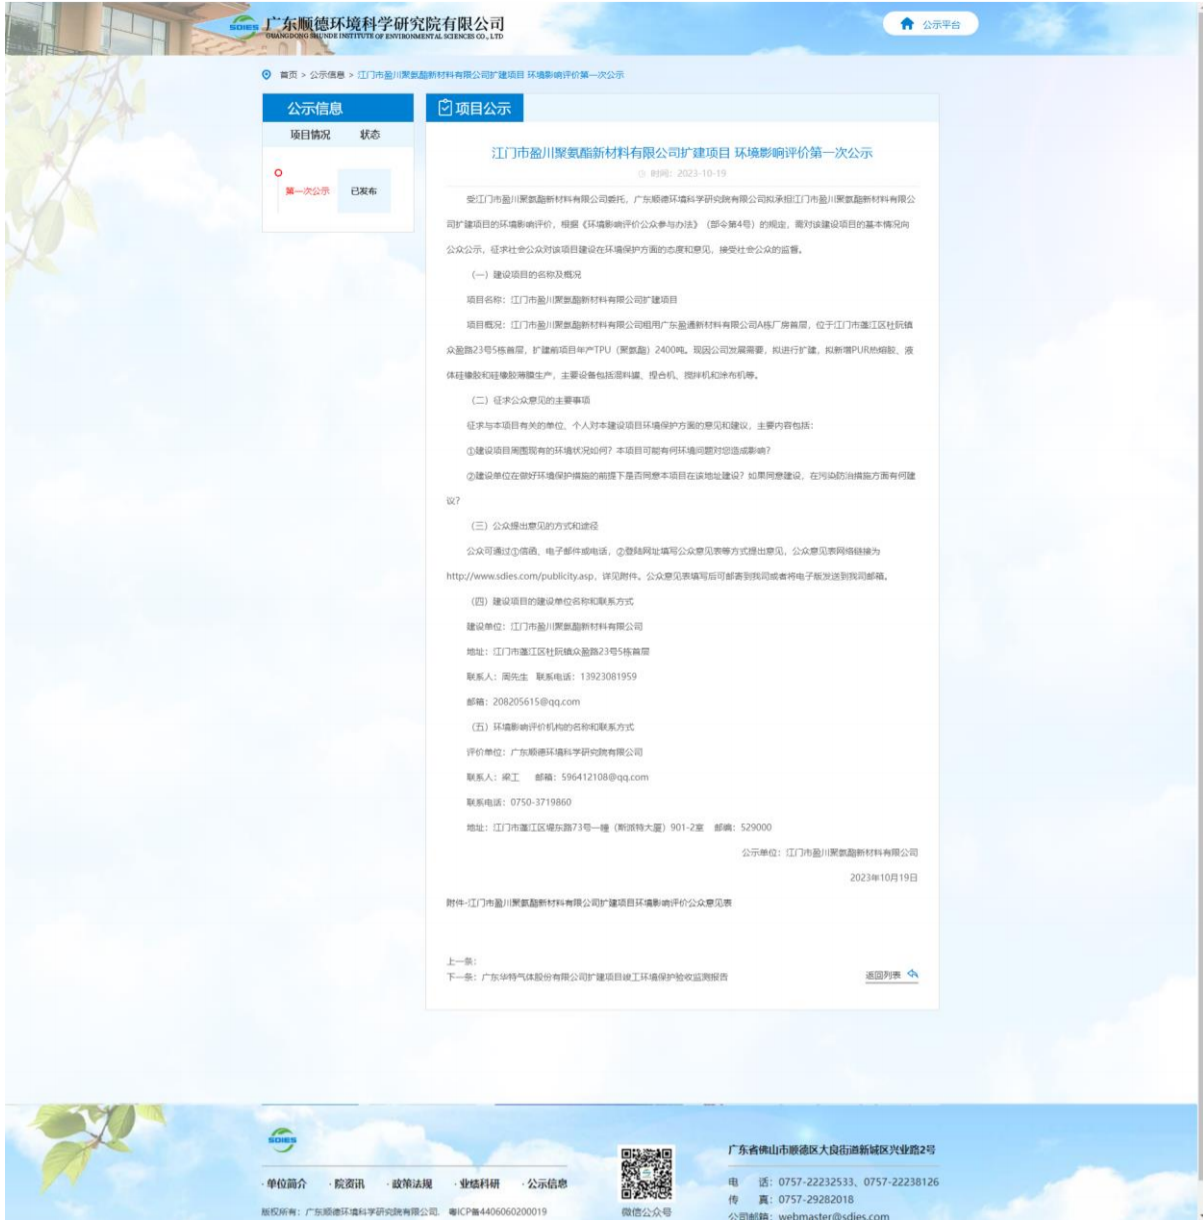 SDIES 广东顺德环境科学研究院有限公司
GUANGDONG SHUNDE INSTITUTE OF ENVIRONMENTAL SCIENCES CO., LTD
公示平台
首页 > 公示信息 > 江门市盈川聚氨酯新材料有限公司扩建项目 环境影响评价第一次公示
公示信息
项目情况 状态
第一次公示 已发布
项目公示
江门市盈川聚氨酯新材料有限公司扩建项目 环境影响评价第一次公示
时间：2023-10-19
受江门市盈川聚氨酯新材料有限公司委托，广东顺德环境科学研究院有限公司拟承担江门市盈川聚氨酯新材料有限公
司扩建项目的环境影响评价，根据《环境影响评价公众参与办法》（部令第4号）的规定，需对该建设项目的基本情况向
公众公示，征求社会公众对该项目建设在环境保护方面的态度和意见，接受社会公众的监督。
（一）建设项目的名称及概况
项目名称：江门市盈川聚氨酯新材料有限公司扩建项目
项目概况：江门市盈川聚氨酯新材料有限公司租用广东盈通新材料有限公司A栋厂房首层，位于江门市蓬江区杜阮镇
众盈路23号5栋首层，扩建前项目年产TPU（聚氨酯）2400吨。现因公司发展需要，拟进行扩建，拟新增PUR热熔胶、液
体硅橡胶和硅橡胶薄膜生产，主要设备包括混料罐、捏合机、搅拌机和涂布机等。
（二）征求公众意见的主要事项
征求与本项目有关的单位、个人对本建设项目环境保护方面的意见和建议，主要内容包括：
①建设项目周围现有的环境状况如何？本项目可能有何环境问题对您造成影响？
②建设单位在做好环境保护措施的前提下是否同意本项目在该地址建设？如果同意建设，在污染防治措施方面有何建
议？
（三）公众提出意见的方式和途径
公众可通过①信函、电子邮件或电话，②登陆网址填写公众意见表等方式提出意见，公众意见表网络链接为
http://www.sdies.com/publicity.asp，详见附件。公众意见表填写后可邮寄到我司或者将电子版发送到我司邮箱。
（四）建设项目的建设单位名称和联系方式
建设单位：江门市盈川聚氨酯新材料有限公司
地址：江门市蓬江区杜阮镇众盈路23号5栋首层
联系人：周先生 联系电话：13923081959
邮箱：208205615@qq.com
（五）环境影响评价机构的名称和联系方式
评价单位：广东顺德环境科学研究院有限公司
联系人：梁工 邮箱：596412108@qq.com
联系电话：0750-3719860
地址：江门市蓬江区堤东路73号一幢（斯派特大厦）901-2室 邮编：529000
公示单位：江门市盈川聚氨酯新材料有限公司
2023年10月19日
附件-江门市盈川聚氨酯新材料有限公司扩建项目环境影响评价公众意见表
上一条：
下一条：广东华特气体股份有限公司扩建项目竣工环境保护验收监测报告
返回列表
SDIES
·单位简介 ·院资讯 ·政策法规 ·业绩科研 ·公示信息
版权所有：广东顺德环境科学研究院有限公司. 粤ICP备4406060200019
微信公众号
广东省佛山市顺德区大良街道新城区兴业路2号
电 话：0757-22232533、0757-22238126
传 真：0757-29282018
公司邮箱：webmaster@sdies.com